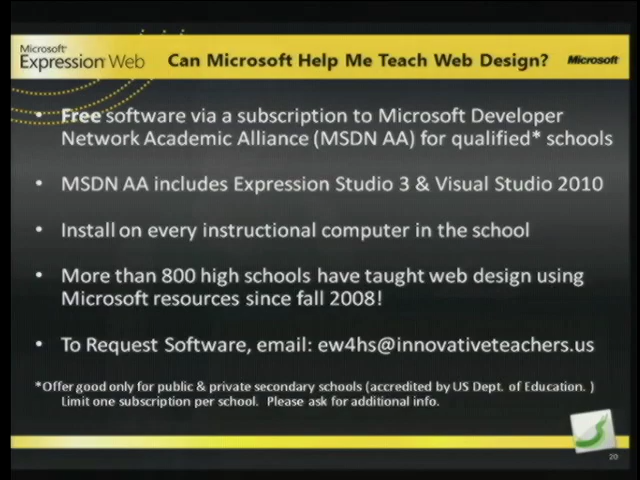 Microsoft®
Expression® Web
Can Microsoft Help Me Teach Web Design?
Microsoft
• Free software via a subscription to Microsoft Developer
Network Academic Alliance (MSDN AA) for qualified* schools
• MSDN AA includes Expression Studio 3 & Visual Studio 2010
• Install on every instructional computer in the school
• More than 800 high schools have taught web design using
Microsoft resources since fall 2008!
• To Request Software, email: ew4hs@innovativeteachers.us
*Offer good only for public & private secondary schools (accredited by US Dept. of Education. )
Limit one subscription per school. Please ask for additional info.
20